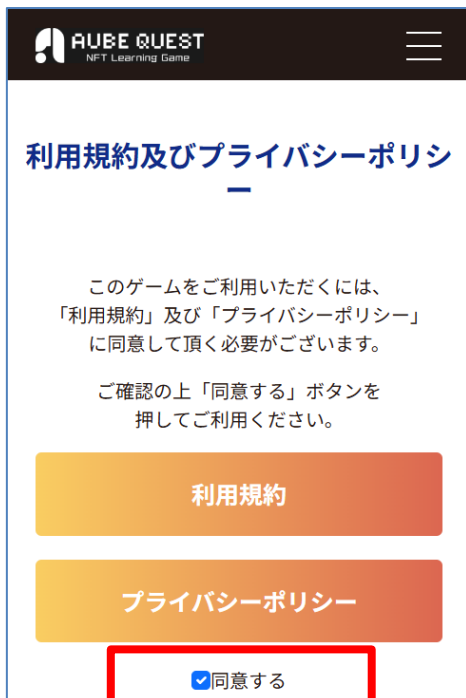 AUBE QUEST
NFT Learning Game
利用規約及びプライバシーポリシ
ー
このゲームをご利用いただくには、
「利用規約」及び「プライバシーポリシー」
に同意して頂く必要がございます。
ご確認の上「同意する」ボタンを
押してご利用ください。
利用規約
プライバシーポリシー
同意する